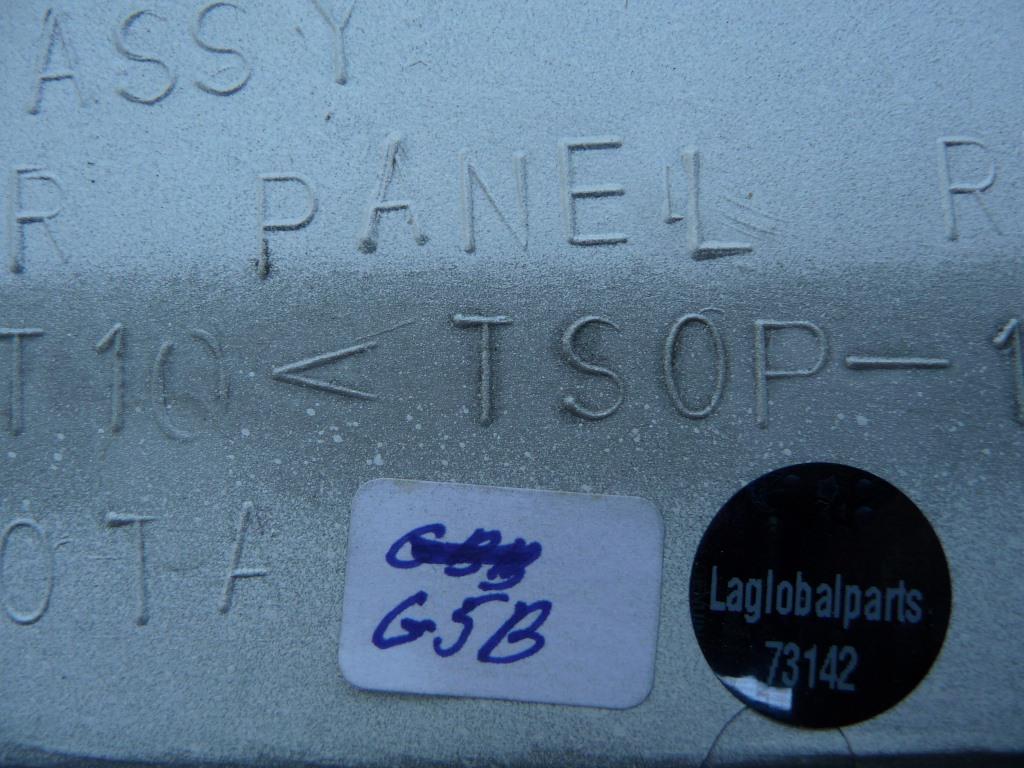 ASSY
R PANEL R
T10 <TSOP-1
OTA
G5B
Laglobalparts
73142